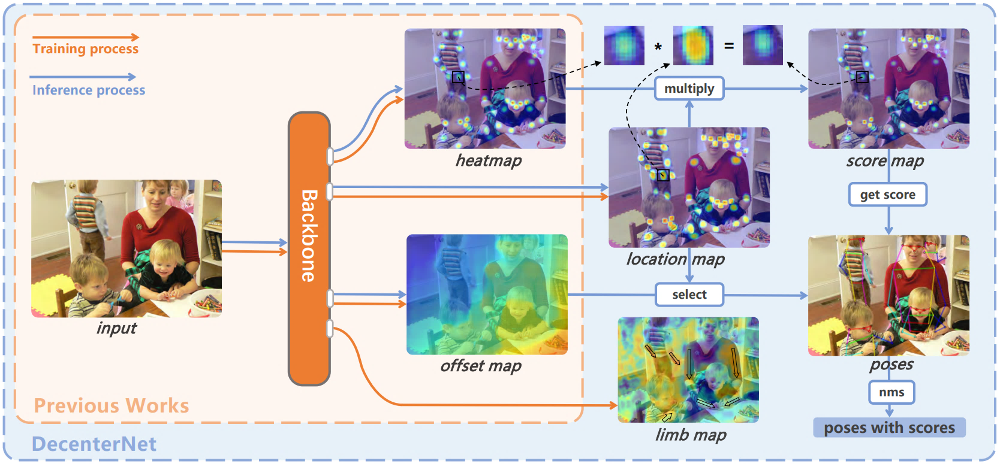 Training process
Inference process
Backbone
input
heatmap
offset map
Previous Works
DecenterNet
*
=
multiply
location map
select
limb map
score map
get score
poses
nms
poses with scores